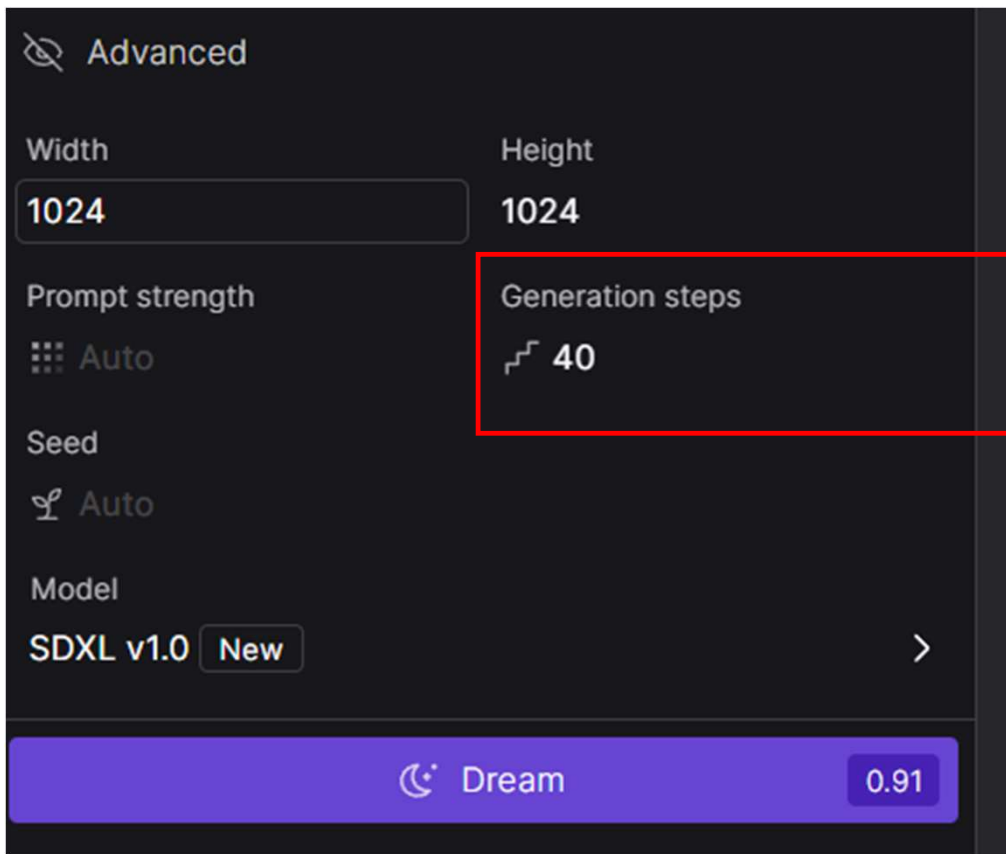 Advanced
Width Height
1024 1024
Prompt strength Generation steps
Auto 40
Seed
Auto
Model
SDXL v1.0 New
Dream 0.91